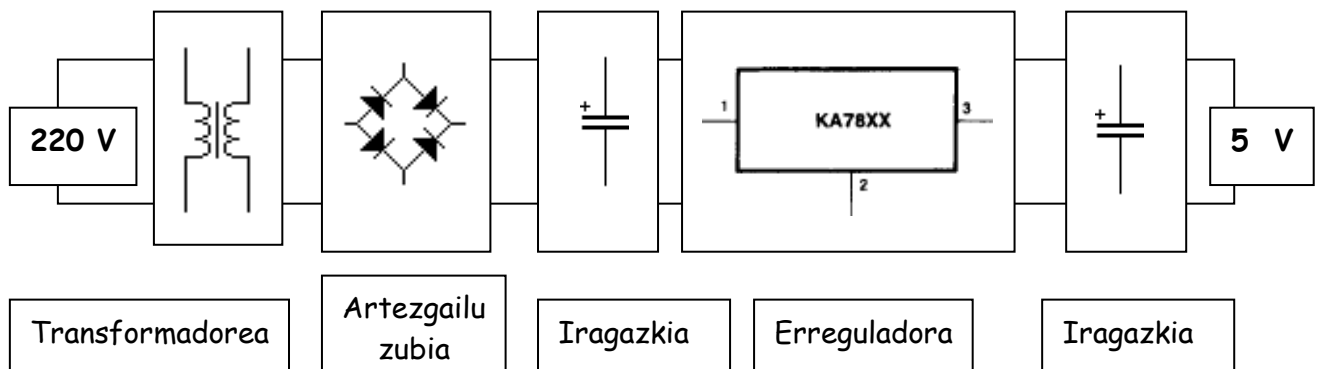 220 V
+
1
KA78XX
3
2
+
5 V
Transformadorea
Artezgailu
zubia
Iragazkia
Erreguladora
Iragazkia